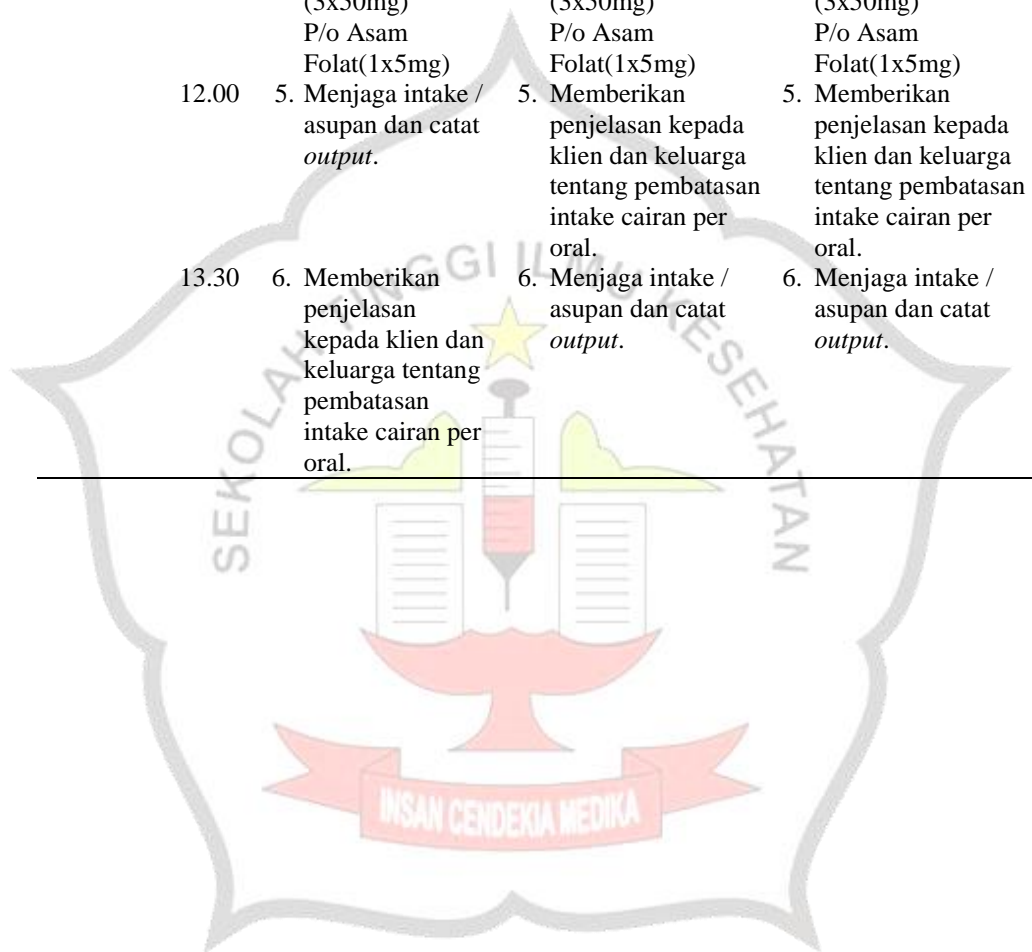 (3x50mg)
P/o Asam
Folat(1x5mg)
(3x50mg)
P/o Asam
Folat(1x5mg)
(3x50mg)
P/o Asam
Folat(1x5mg)
12.00
5. Menjaga intake /
asupan dan catat
output.
5. Memberikan
penjelasan kepada
klien dan keluarga
tentang pembatasan
intake cairan per
oral.
5. Memberikan
penjelasan kepada
klien dan keluarga
tentang pembatasan
intake cairan per
oral.
13.30
6. Memberikan
penjelasan
kepada klien dan
keluarga tentang
pembatasan
intake cairan per
oral.
6. Menjaga intake /
asupan dan catat
output.
6. Menjaga intake /
asupan dan catat
output.
SEKOLAH TINGGI ILMU KESEHATAN
INSAN CENDEKIA MEDIKA